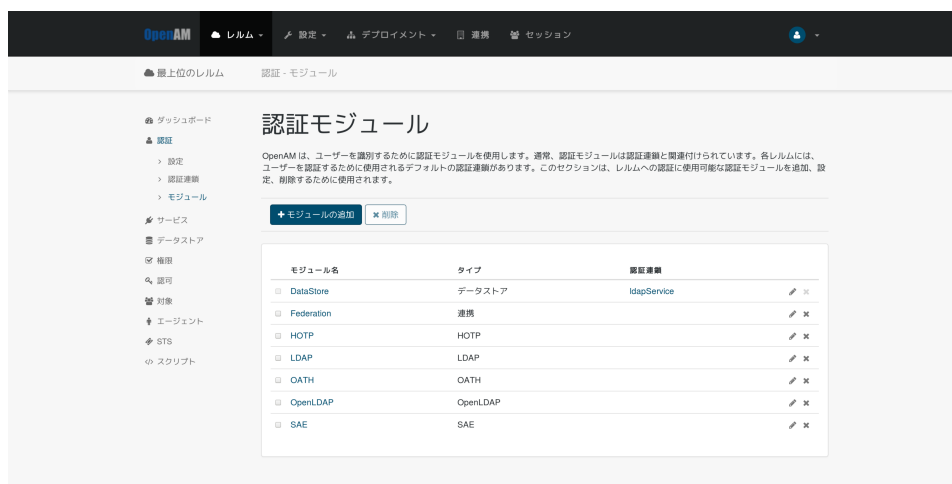 OpenAM レルム 設定 デプロイメント 連携 セッション
最上位のレルム 認証 - モジュール
ダッシュボード
認証
設定
認証連鎖
モジュール
サービス
データストア
権限
認可
対象
エージェント
STS
スクリプト
認証モジュール
OpenAM は、ユーザーを識別するために認証モジュールを使用します。通常、認証モジュールは認証連鎖と関連付けられています。各レルムには、
ユーザーを認証するために使用されるデフォルトの認証連鎖があります。このセクションは、レルムへの認証に使用可能な認証モジュールを追加、設
定、削除するために使用されます。
モジュールの追加 削除
モジュール名 タイプ 認証連鎖
DataStore データストア ldapService
Federation 連携
HOTP HOTP
LDAP LDAP
OATH OATH
OpenLDAP OpenLDAP
SAE SAE